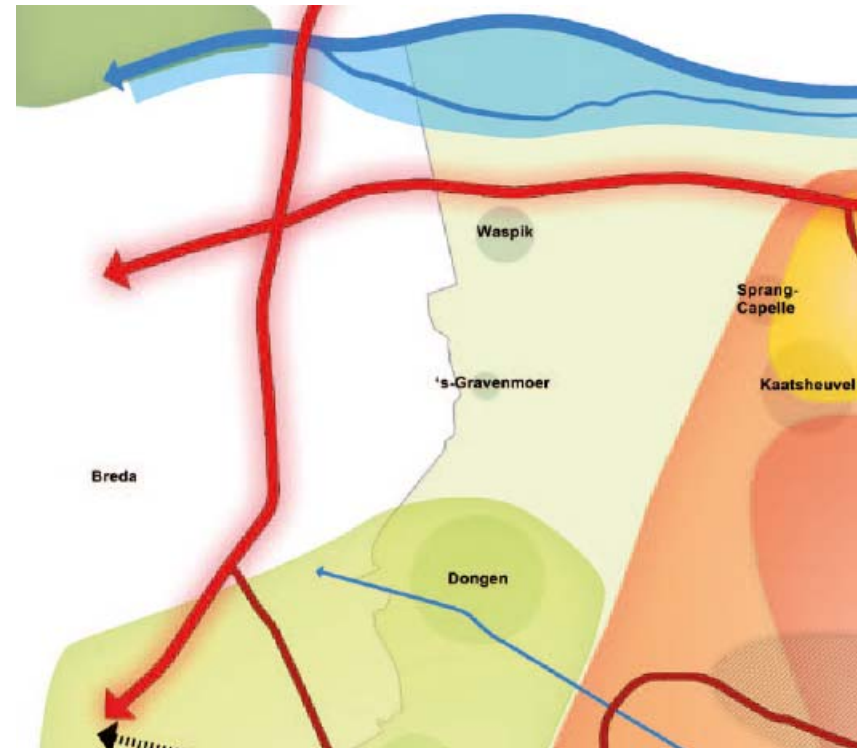 Waspik
Sprang-
Capelle
's-Gravenmoer
Kaatsheuvel
Breda
Dongen